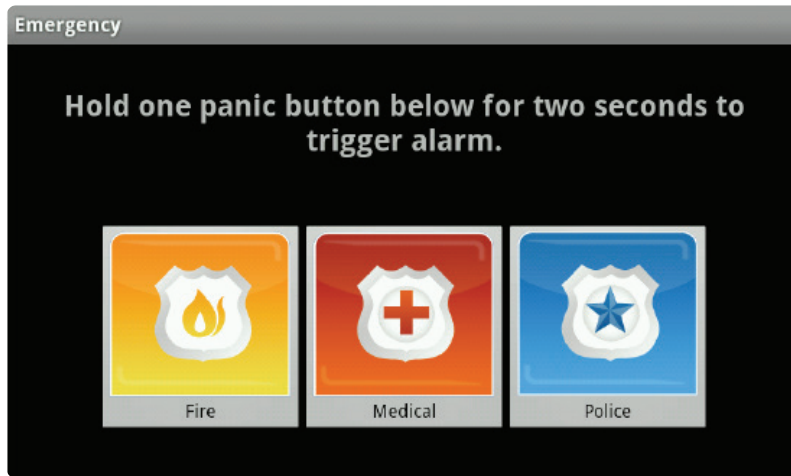 Emergency
Hold one panic button below for two seconds to
trigger alarm.
Fire
Medical
Police